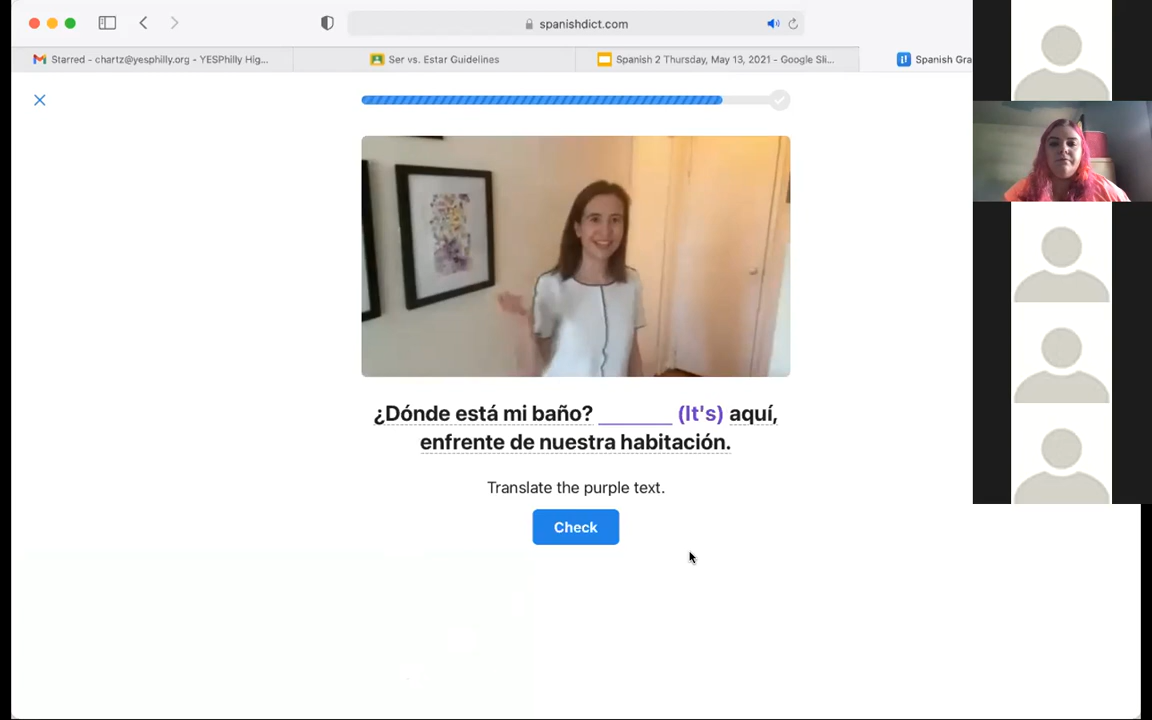 spanishdict.com
Starred - chartz@yesphilly.org - YESPhilly Hig...
Ser vs. Estar Guidelines
Spanish 2 Thursday, May 13, 2021 - Google Sli...
Spanish Gra
¿Dónde está mi baño? ______ (It's) aquí,
enfrente de nuestra habitación.
Translate the purple text.
Check